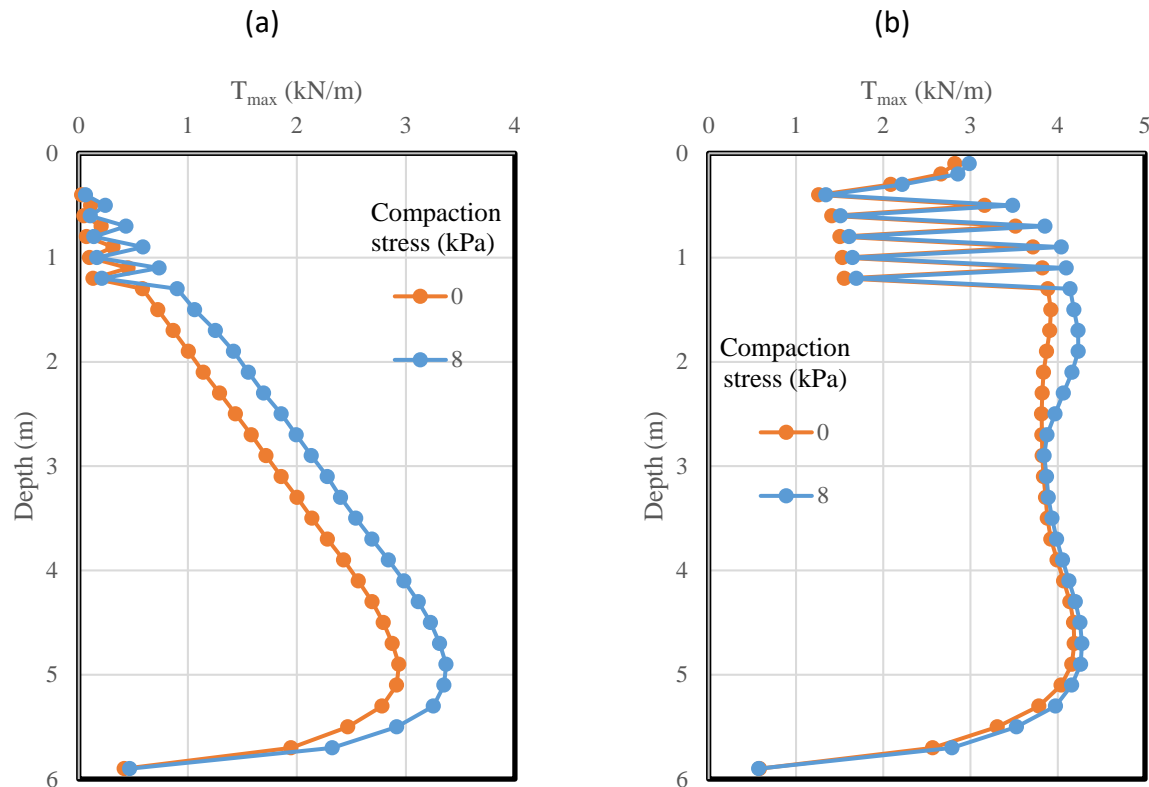 (a)
T_max (kN/m)
0 1 2 3 4
0
1
2
3
4
5
6
Depth (m)
Compaction
stress (kPa)
0
8
(b)
T_max (kN/m)
0 1 2 3 4 5
0
1
2
3
4
5
6
Depth (m)
Compaction
stress (kPa)
0
8